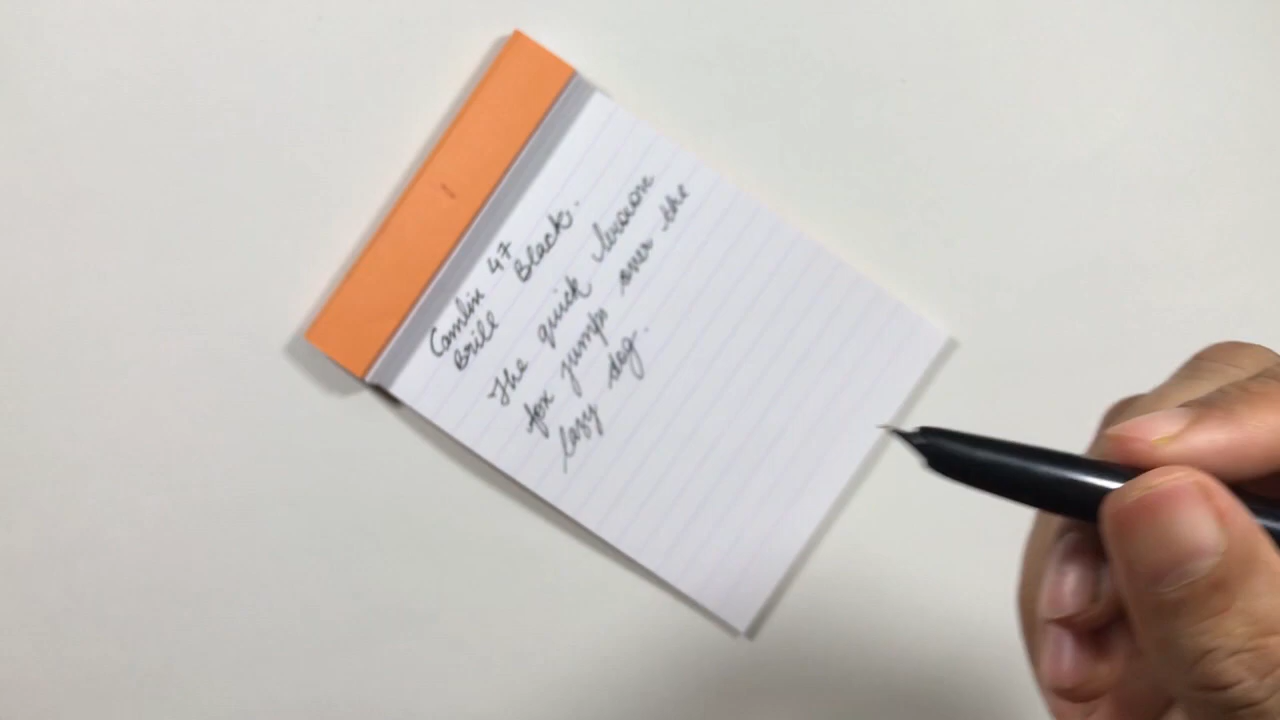 Camlin 47
Brill Black.
The quick brown
fox jumps over the
lazy dog.